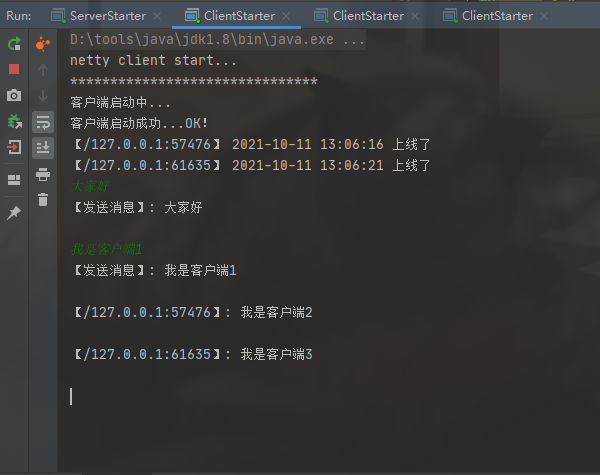 Run: ServerStarter ClientStarter ClientStarter ClientStarter
D:\tools\java\jdk1.8\bin\java.exe ...
netty client start...
*******************************
客户端启动中...
客户端启动成功...OK!
【/127.0.0.1:57476】 2021-10-11 13:06:16 上线了
【/127.0.0.1:61635】 2021-10-11 13:06:21 上线了
大家好
【发送消息】: 大家好
我是客户端1
【发送消息】: 我是客户端1
【/127.0.0.1:57476】: 我是客户端2
【/127.0.0.1:61635】: 我是客户端3